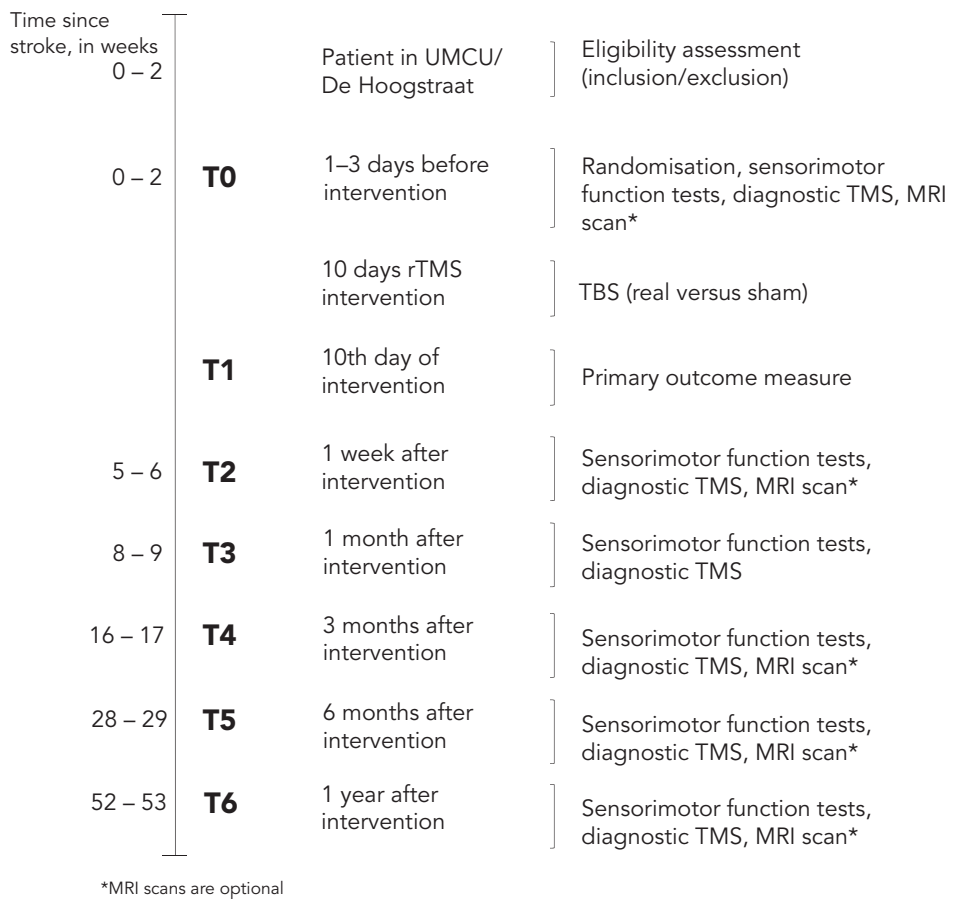 Time since
stroke, in weeks
0 – 2
Patient in UMCU/
De Hoogstraat
Eligibility assessment
(inclusion/exclusion)
0 – 2
T0
1–3 days before
intervention
Randomisation, sensorimotor
function tests, diagnostic TMS, MRI
scan*
10 days rTMS
intervention
TBS (real versus sham)
T1
10th day of
intervention
Primary outcome measure
5 – 6
T2
1 week after
intervention
Sensorimotor function tests,
diagnostic TMS, MRI scan*
8 – 9
T3
1 month after
intervention
Sensorimotor function tests,
diagnostic TMS
16 – 17
T4
3 months after
intervention
Sensorimotor function tests,
diagnostic TMS, MRI scan*
28 – 29
T5
6 months after
intervention
Sensorimotor function tests,
diagnostic TMS, MRI scan*
52 – 53
T6
1 year after
intervention
Sensorimotor function tests,
diagnostic TMS, MRI scan*
*MRI scans are optional